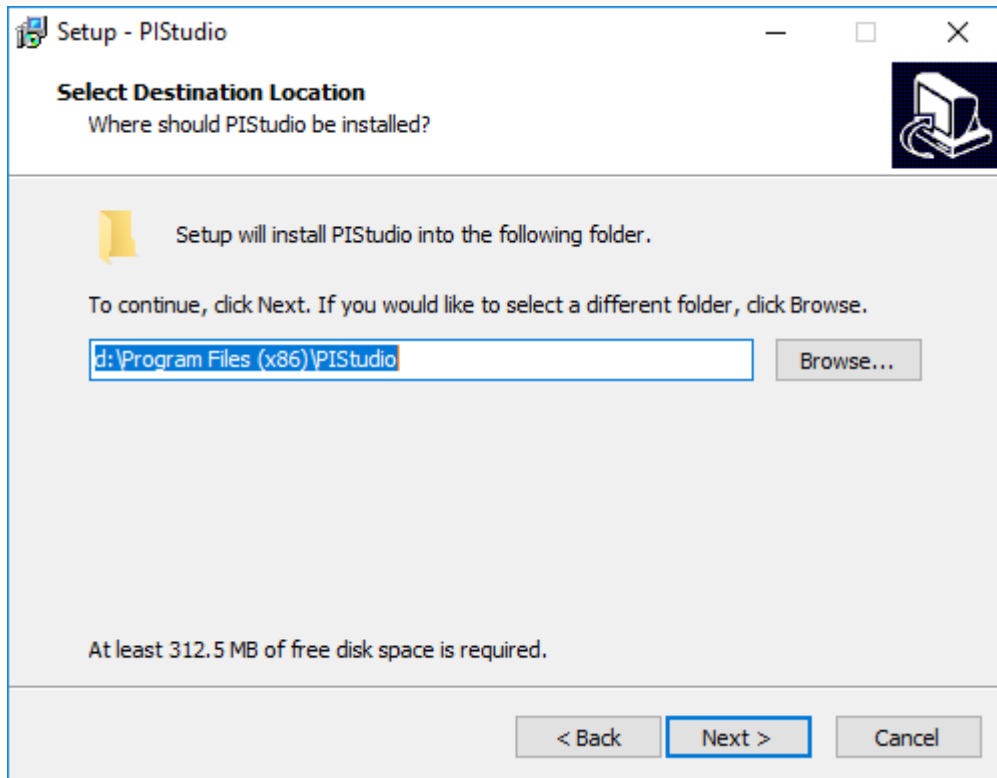 Setup - PIStudio
Select Destination Location
Where should PIStudio be installed?
Setup will install PIStudio into the following folder.
To continue, click Next. If you would like to select a different folder, click Browse.
d:\Program Files (x86)\PIStudio
Browse...
At least 312.5 MB of free disk space is required.
< Back
Next >
Cancel